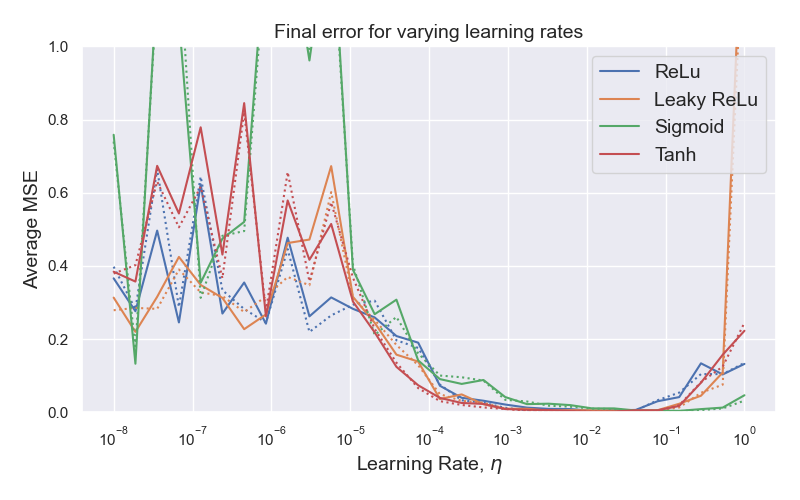 Final error for varying learning rates
1.0
0.8
0.6
0.4
0.2
0.0
Average MSE
ReLu
Leaky ReLu
Sigmoid
Tanh
10⁻⁸ 10⁻⁷ 10⁻⁶ 10⁻⁵ 10⁻⁴ 10⁻³ 10⁻² 10⁻¹ 10⁰
Learning Rate, η